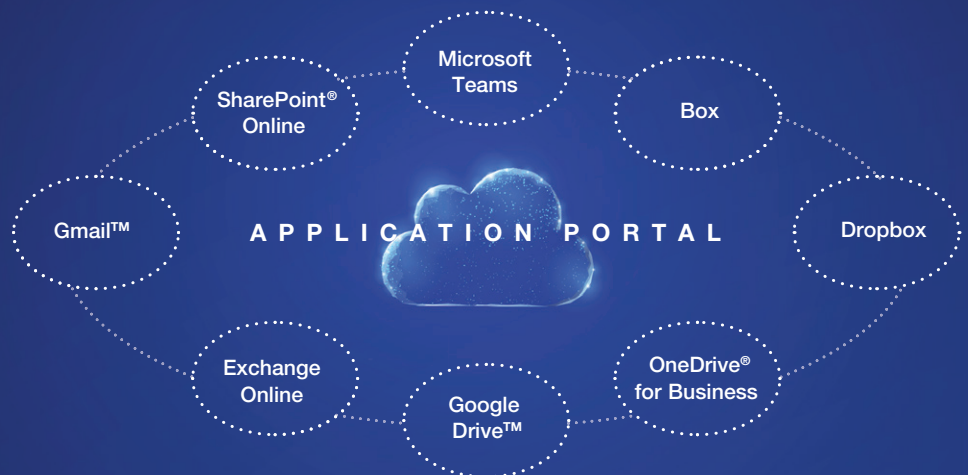 Microsoft
Teams
SharePoint®
Online
Box
Gmail™
APPLICATION PORTAL
Dropbox
Exchange
Online
OneDrive®
for Business
Google
Drive™